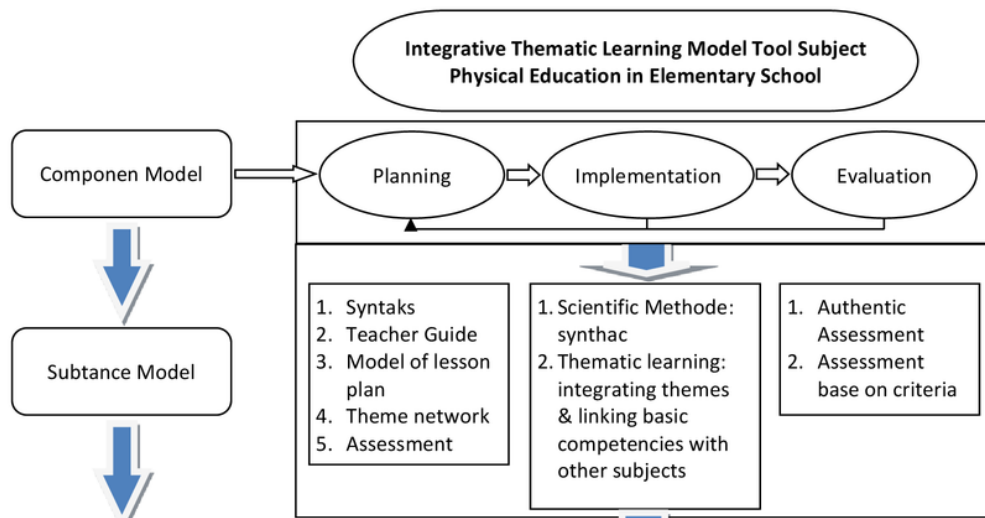 Integrative Thematic Learning Model Tool Subject
Physical Education in Elementary School
Componen Model
Planning
Implementation
Evaluation
Subtance Model
1. Syntaks
2. Teacher Guide
3. Model of lesson
plan
4. Theme network
5. Assessment
1. Scientific Methode:
synthac
2. Thematic learning:
integrating themes
& linking basic
competencies with
other subjects
1. Authentic
Assessment
2. Assessment
base on criteria